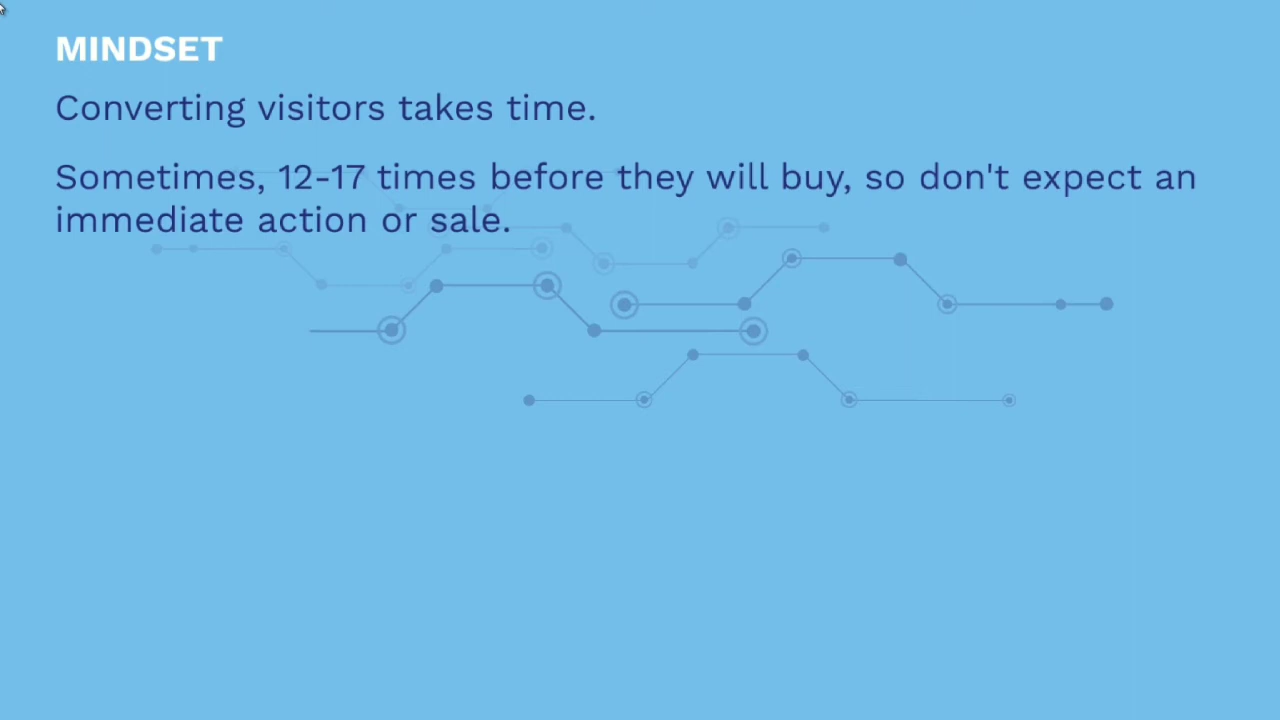 MINDSET
Converting visitors takes time.
Sometimes, 12-17 times before they will buy, so don't expect an
immediate action or sale.